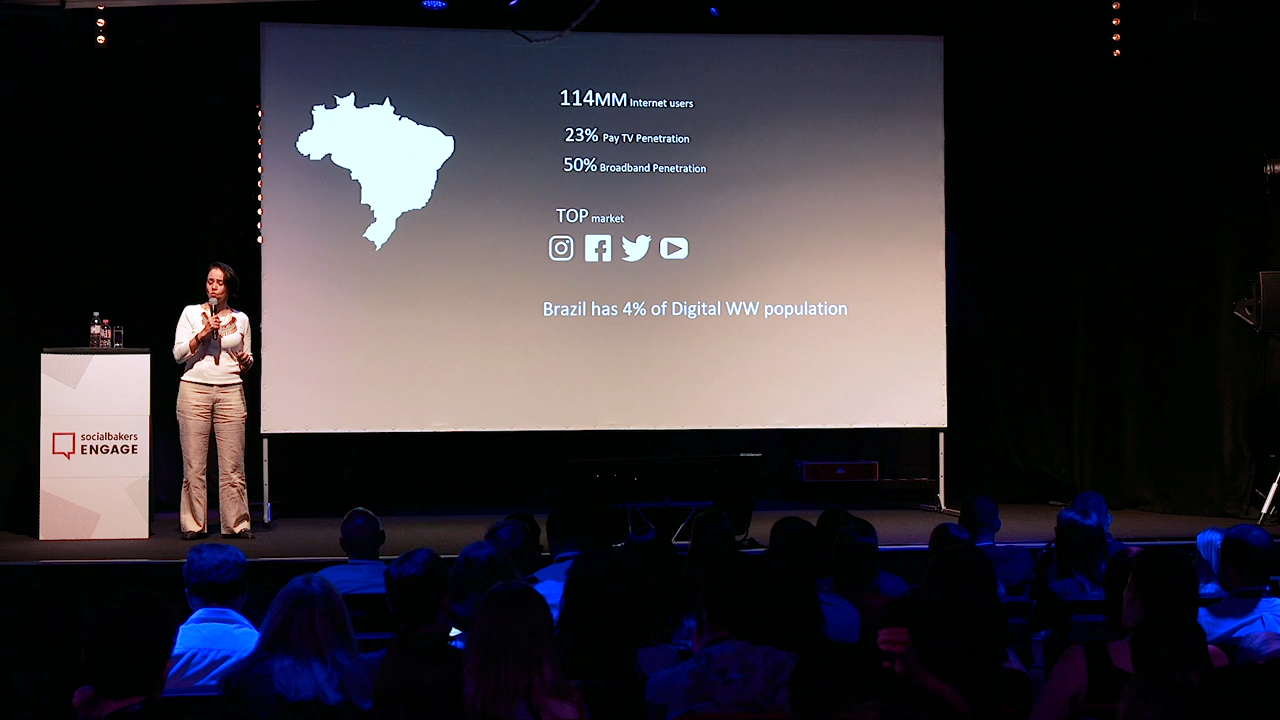 114MM Internet users
23% Pay TV Penetration
50% Broadband Penetration
TOP market
Brazil has 4% of Digital WW population
socialbakers
ENGAGE